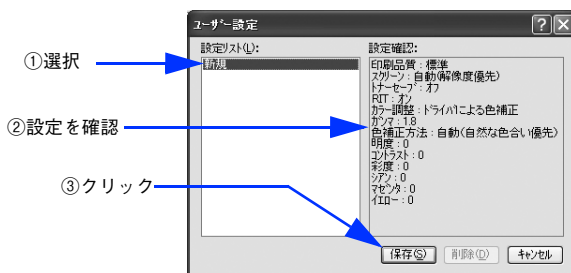 ユーザー設定
設定リスト(L):
設定確認:
①選択
新規
印刷品質 : 標準
スクリーン : 自動(解像度優先)
トナーセーブ : オフ
RIT : オン
カラー調整 : ドライバによる色補正
ガンマ : 1.8
②設定を確認
色補正方法 : 自動(自然な色合い優先)
明度 : 0
コントラスト : 0
彩度 : 0
シアン : 0
マゼンタ : 0
イエロー : 0
③クリック
保存(S)
削除(D)
キャンセル